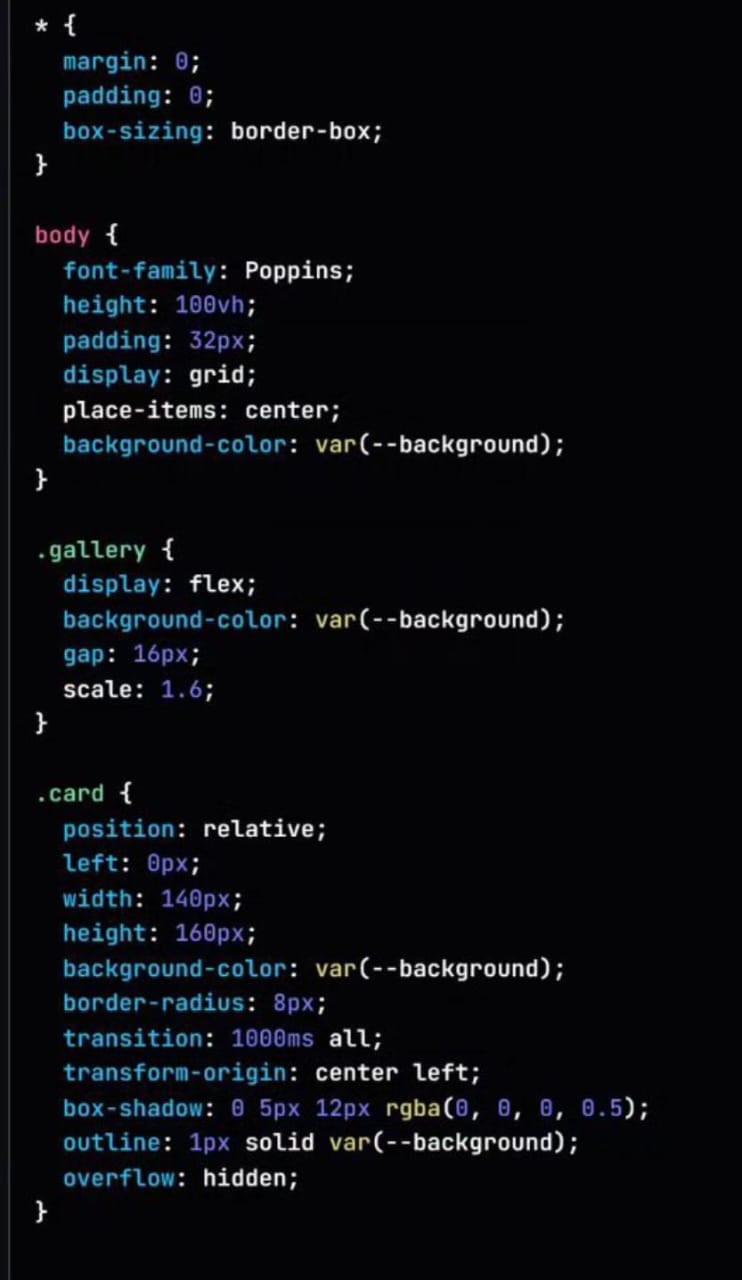 * {
  margin: 0;
  padding: 0;
  box-sizing: border-box;
}

body {
  font-family: Poppins;
  height: 100vh;
  padding: 32px;
  display: grid;
  place-items: center;
  background-color: var(--background);
}

.gallery {
  display: flex;
  background-color: var(--background);
  gap: 16px;
  scale: 1.6;
}

.card {
  position: relative;
  left: 0px;
  width: 140px;
  height: 160px;
  background-color: var(--background);
  border-radius: 8px;
  transition: 1000ms all;
  transform-origin: center left;
  box-shadow: 0 5px 12px rgba(0, 0, 0, 0.5);
  outline: 1px solid var(--background);
  overflow: hidden;
}